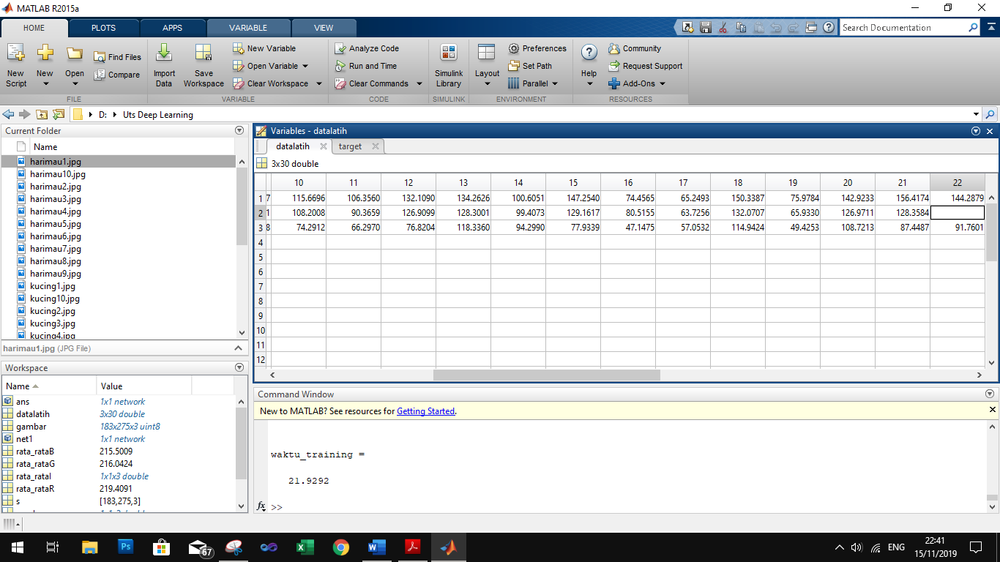 MATLAB R2015a
HOME PLOTS APPS VARIABLE VIEW
Search Documentation
New Script
New
Open
Find Files
Compare
FILE
Import Data
Save Workspace
New Variable
Open Variable
Clear Workspace
VARIABLE
Analyze Code
Run and Time
Clear Commands
CODE
Simulink Library
SIMULINK
Layout
Preferences
Set Path
Parallel
ENVIRONMENT
Help
Community
Request Support
Add-Ons
RESOURCES
D: Uts Deep Learning
Current Folder
Name
harimau1.jpg
harimau10.jpg
harimau2.jpg
harimau3.jpg
harimau4.jpg
harimau5.jpg
harimau6.jpg
harimau7.jpg
harimau8.jpg
harimau9.jpg
kucing1.jpg
kucing10.jpg
kucing2.jpg
kucing3.jpg
kucing4.jpg
harimau1.jpg (JPG File)
Workspace
Name Value
ans 1x1 network
datalatih 3x30 double
gambar 183x275x3 uint8
net1 1x1 network
rata_rataB 215.5009
rata_rataG 216.0424
rata_rataI 1x1x3 double
rata_rataR 219.4091
s [183,275,3]
Variables - datalatih
datalatih target
3x30 double
10 11 12 13 14 15 16 17 18 19 20 21 22
1 7 115.6696 106.3560 132.1090 134.2626 100.6051 147.2540 74.4565 65.2493 150.3387 75.9784 142.9233 156.4174 144.2879
2 1 108.2008 90.3659 126.9099 128.3001 99.4073 129.1617 80.5155 63.7256 132.0707 65.9330 126.9711 128.3584
3 8 74.2912 66.2970 76.8204 118.3360 94.2990 77.9339 47.1475 57.0532 114.9424 49.4253 108.7213 87.4487 91.7601
4
5
6
7
8
9
10
11
12
Command Window
New to MATLAB? See resources for Getting Started.
waktu_training =
21.9292
fx >>
67
ENG
22:41
15/11/2019